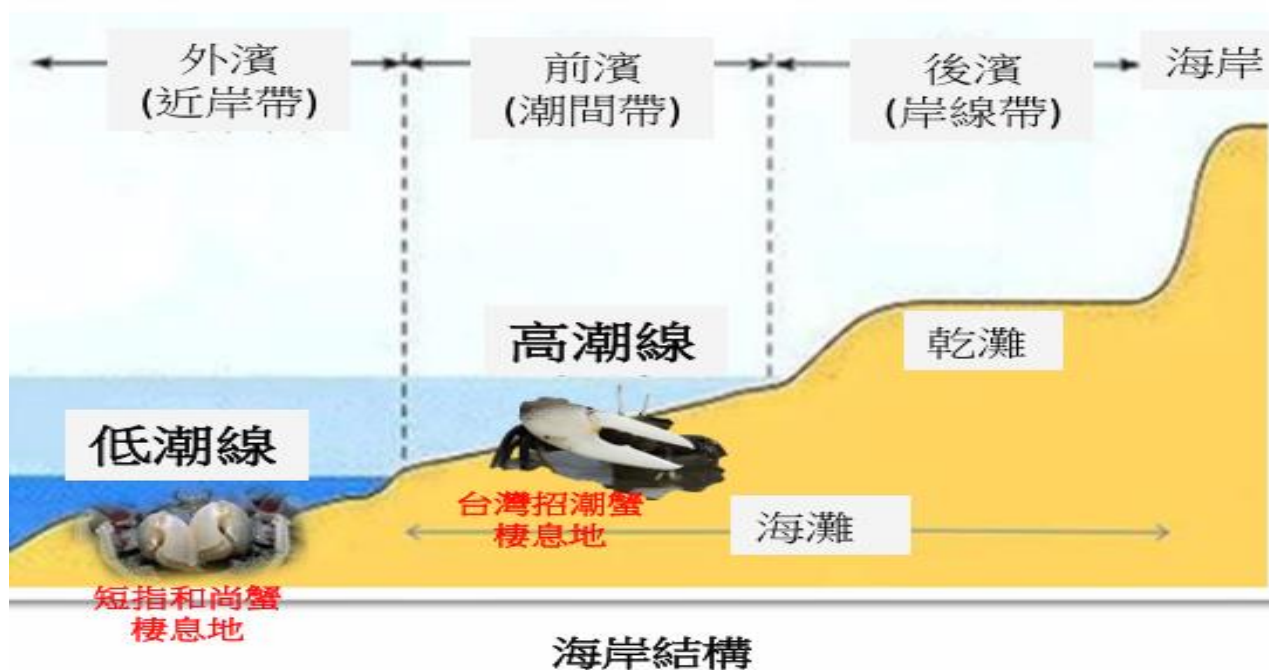 外濱
(近岸帶)
前濱
(潮間帶)
後濱
(岸線帶)
海岸
高潮線
乾灘
低潮線
台灣招潮蟹
棲息地
海灘
短指和尚蟹
棲息地
海岸結構